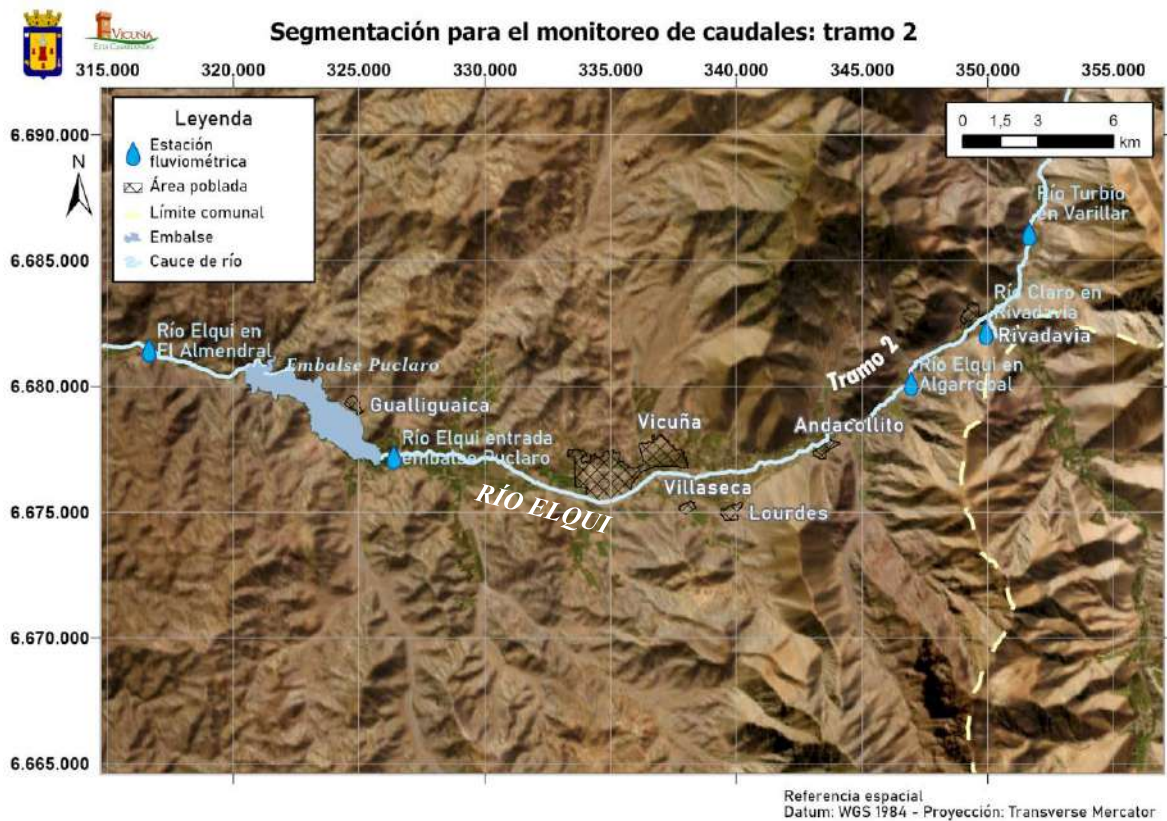 VICUÑA
Segmentación para el monitoreo de caudales: tramo 2
315.000 320.000 325.000 330.000 335.000 340.000 345.000 350.000 355.000
6.690.000
6.685.000
6.680.000
6.675.000
6.670.000
6.665.000
N
Leyenda
Estación
fluviométrica
Área poblada
Límite comunal
Embalse
Cauce de río
0 1,5 3 6
km
Río Turbio
en Varillar
Río Claro en
Rivadavia
Rivadavia
Río Elqui en
Algarrobal
Tramo 2
Río Elqui en
El Almendral
Embalse Puclaro
Gualliguaica
Río Elqui entrada
embalse Puclaro
Vicuña
Andacollito
Villaseca
Lourdes
RÍO ELQUI
Referencia espacial
Datum: WGS 1984 - Proyección: Transverse Mercator